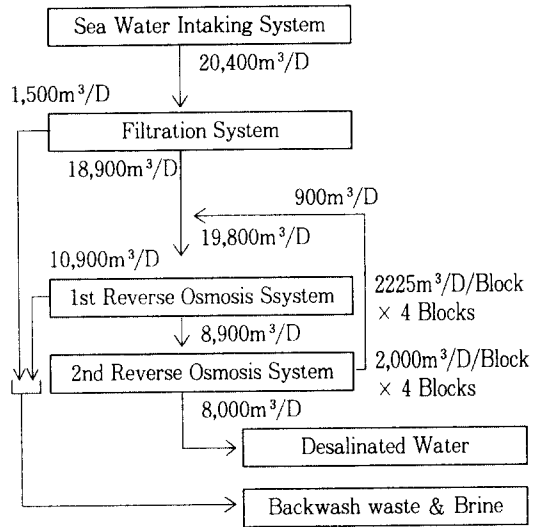 Sea Water Intaking System
20,400m³/D
1,500m³/D
Filtration System
18,900m³/D
900m³/D
19,800m³/D
10,900m³/D
1st Reverse Osmosis Ssystem
2225m³/D/Block
× 4 Blocks
8,900m³/D
2nd Reverse Osmosis System
2,000m³/D/Block
× 4 Blocks
8,000m³/D
Desalinated Water
Backwash waste & Brine